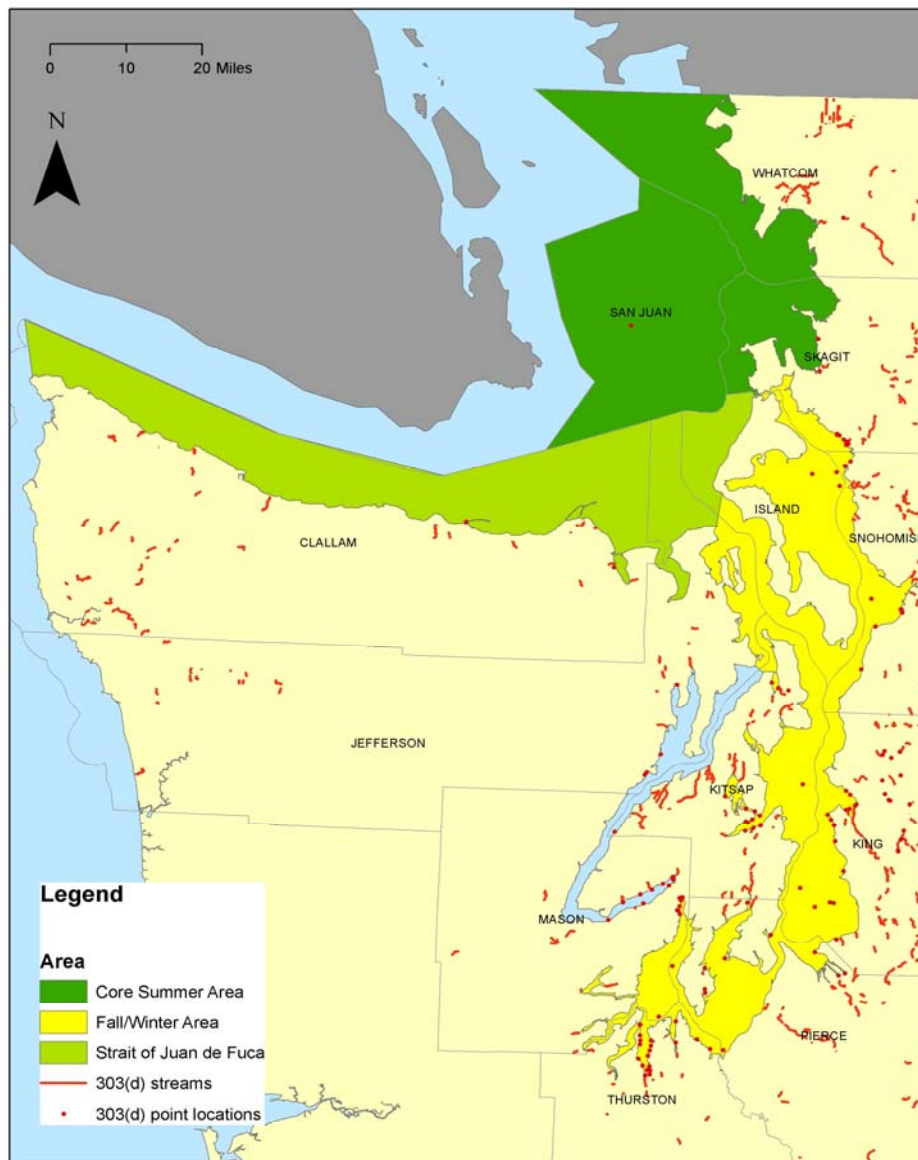 0 10 20 Miles
N
WHATCOM
SAN JUAN
SKAGIT
ISLAND
SNOHOMIS
CLALLAM
JEFFERSON
KITSAP
KING
MASON
PIERCE
THURSTON
Legend
Area
Core Summer Area
Fall/Winter Area
Strait of Juan de Fuca
303(d) streams
303(d) point locations